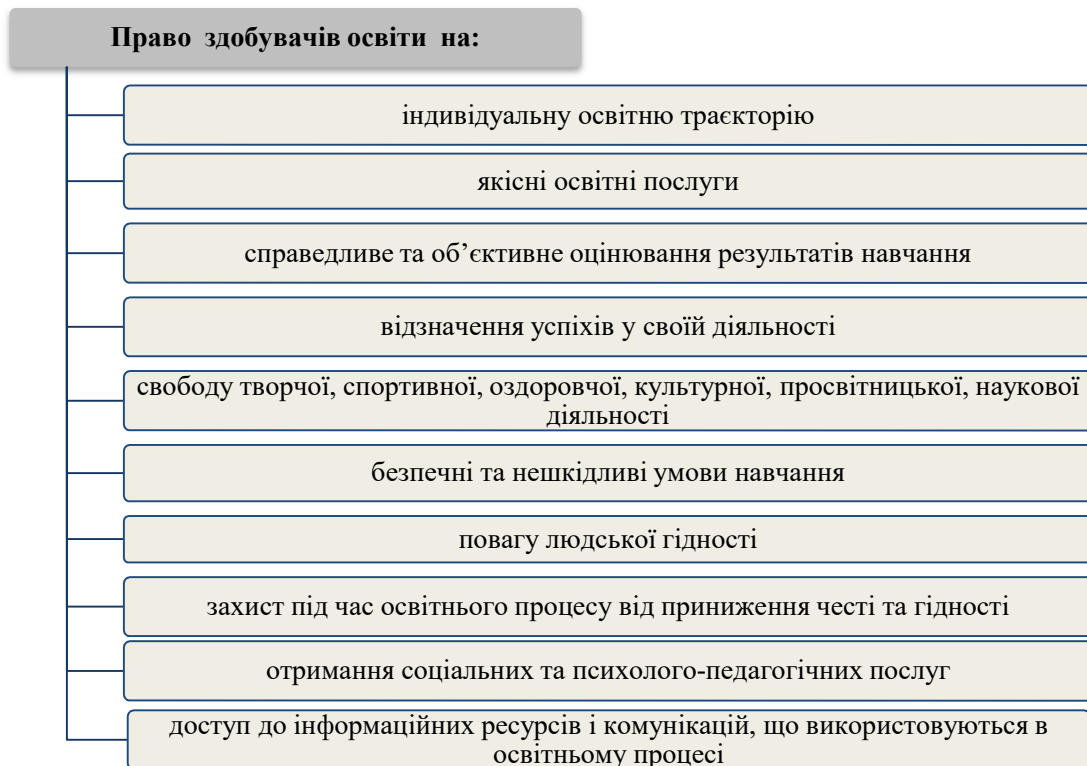 Право здобувачів освіти на:
індивідуальну освітню траєкторію
якісні освітні послуги
справедливе та об’єктивне оцінювання результатів навчання
відзначення успіхів у своїй діяльності
свободу творчої, спортивної, оздоровчої, культурної, просвітницької, наукової
діяльності
безпечні та нешкідливі умови навчання
повагу людської гідності
захист під час освітнього процесу від приниження честі та гідності
отримання соціальних та психолого-педагогічних послуг
доступ до інформаційних ресурсів і комунікацій, що використовуються в
освітньому процесі